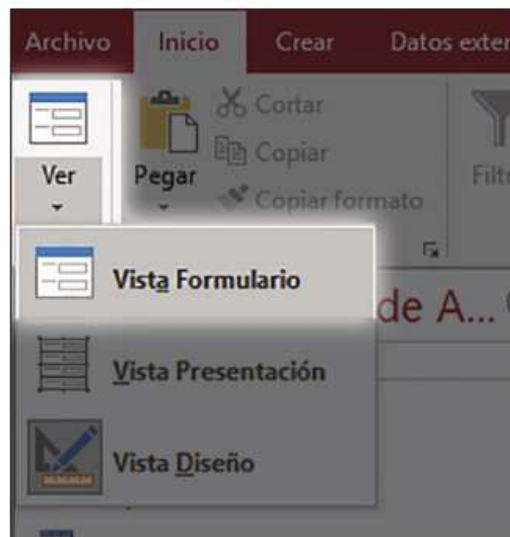 Archivo Inicio Crear Datos exter
Cortar
Copiar
Ver Pegar Filt
Copiar formato
Vista Formulario
de A...
Vista Presentación
Vista Diseño